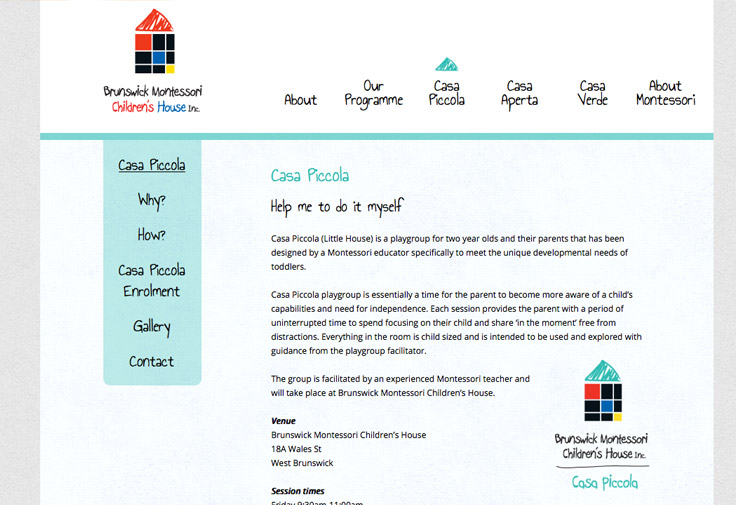 Brunswick Montessori
Children's House Inc.
About
Our
Programme
Casa
Piccola
Casa
Aperta
Casa
Verde
About
Montessori
Casa Piccola
Why?
How?
Casa Piccola
Enrolment
Gallery
Contact
Casa Piccola
Help me to do it myself
Casa Piccola (Little House) is a playgroup for two year olds and their parents that has been
designed by a Montessori educator specifically to meet the unique developmental needs of
toddlers.
Casa Piccola playgroup is essentially a time for the parent to become more aware of a child's
capabilities and need for independence. Each session provides the parent with a period of
uninterrupted time to spend focusing on their child and share 'in the moment' free from
distractions. Everything in the room is child sized and is intended to be used and explored with
guidance from the playgroup facilitator.
The group is facilitated by an experienced Montessori teacher and
will take place at Brunswick Montessori Children's House.
Venue
Brunswick Montessori Children's House
18A Wales St
West Brunswick
Session times
Friday 9:30am-11:00am
Brunswick Montessori
Children's House Inc.
Casa Piccola